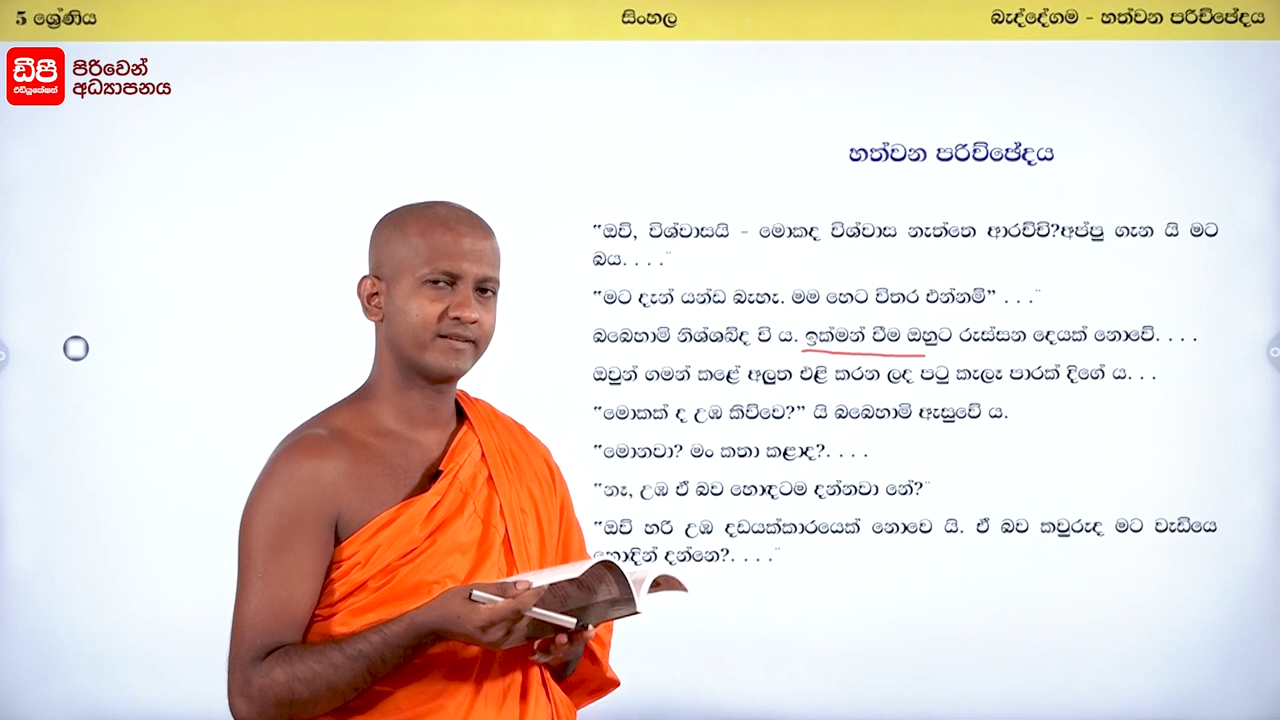 5 ශ්‍රේණිය
සිංහල
බැද්දේගම - හත්වන පරිච්ඡේදය
ඩීපී
එඩියුකේෂන්
පිරිවෙන්
අධ්‍යාපනය
හත්වන පරිච්ඡේදය
"ඔව්, විශ්වාසයි - මොකද විශ්වාස නැත්තෙ ආරච්චි?අප්පු ගැන යි මට
බය. . . ."
"මට දැන් යන්ඩ බැහැ. මම හෙට විතර එන්නම්" . . ."
බබෙහාමි නිශ්ශබ්ද වි ය. ඉක්මන් වීම ඔහුට රුස්සන දෙයක් නොවේ. . . .
ඔවුන් ගමන් කළේ අලුත එළි කරන ලද පටු කැලෑ පාරක් දිගේ ය. . .
"මොකක් ද උඹ කිව්වෙ?" යි බබෙහාමි ඇසුවේ ය.
"මොනවා? මං කතා කළාද?. . . .
"නෑ, උඹ ඒ බව හොඳටම දන්නවා නේ?"
"ඔව් හරි උඹ දඩයක්කාරයෙක් නොවෙ යි. ඒ බව කවුරුද මට වැඩියෙ
හොඳින් දන්නෙ?. . . ."